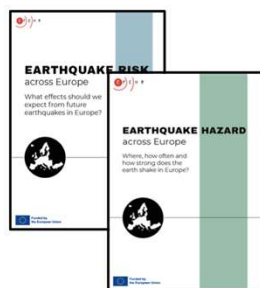 EARTHQUAKE RISK
across Europe
What effects should we
expect from future
earthquakes in Europe?
Funded by
the European Union
EARTHQUAKE HAZARD
across Europe
Where, how often and
how strong does the
earth shake in Europe?
Funded by
the European Union